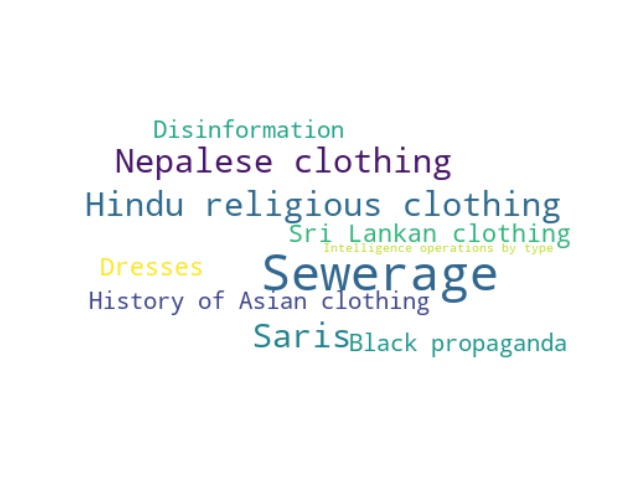 Disinformation
Nepalese clothing
Hindu religious clothing
Sri Lankan clothing
Intelligence operations by type
Dresses
Sewerage
History of Asian clothing
Saris
Black propaganda